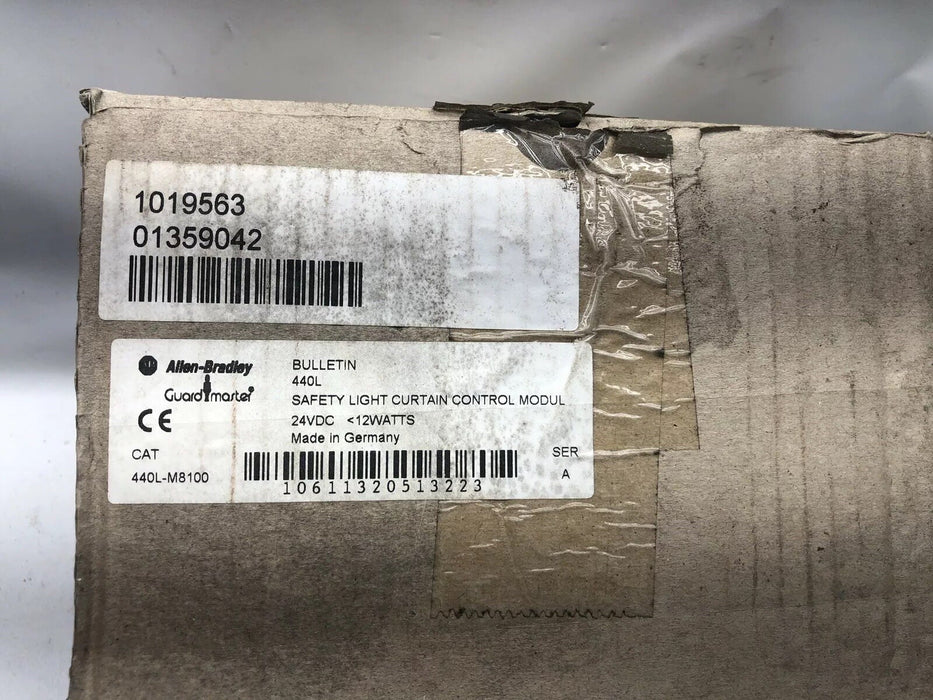 1019563
01359042
Allen-Bradley
Guardmaster®
CE
BULLETIN
440L
SAFETY LIGHT CURTAIN CONTROL MODUL
24VDC <12WATTS
Made in Germany
CAT
440L-M8100
10611320513223
SER
A